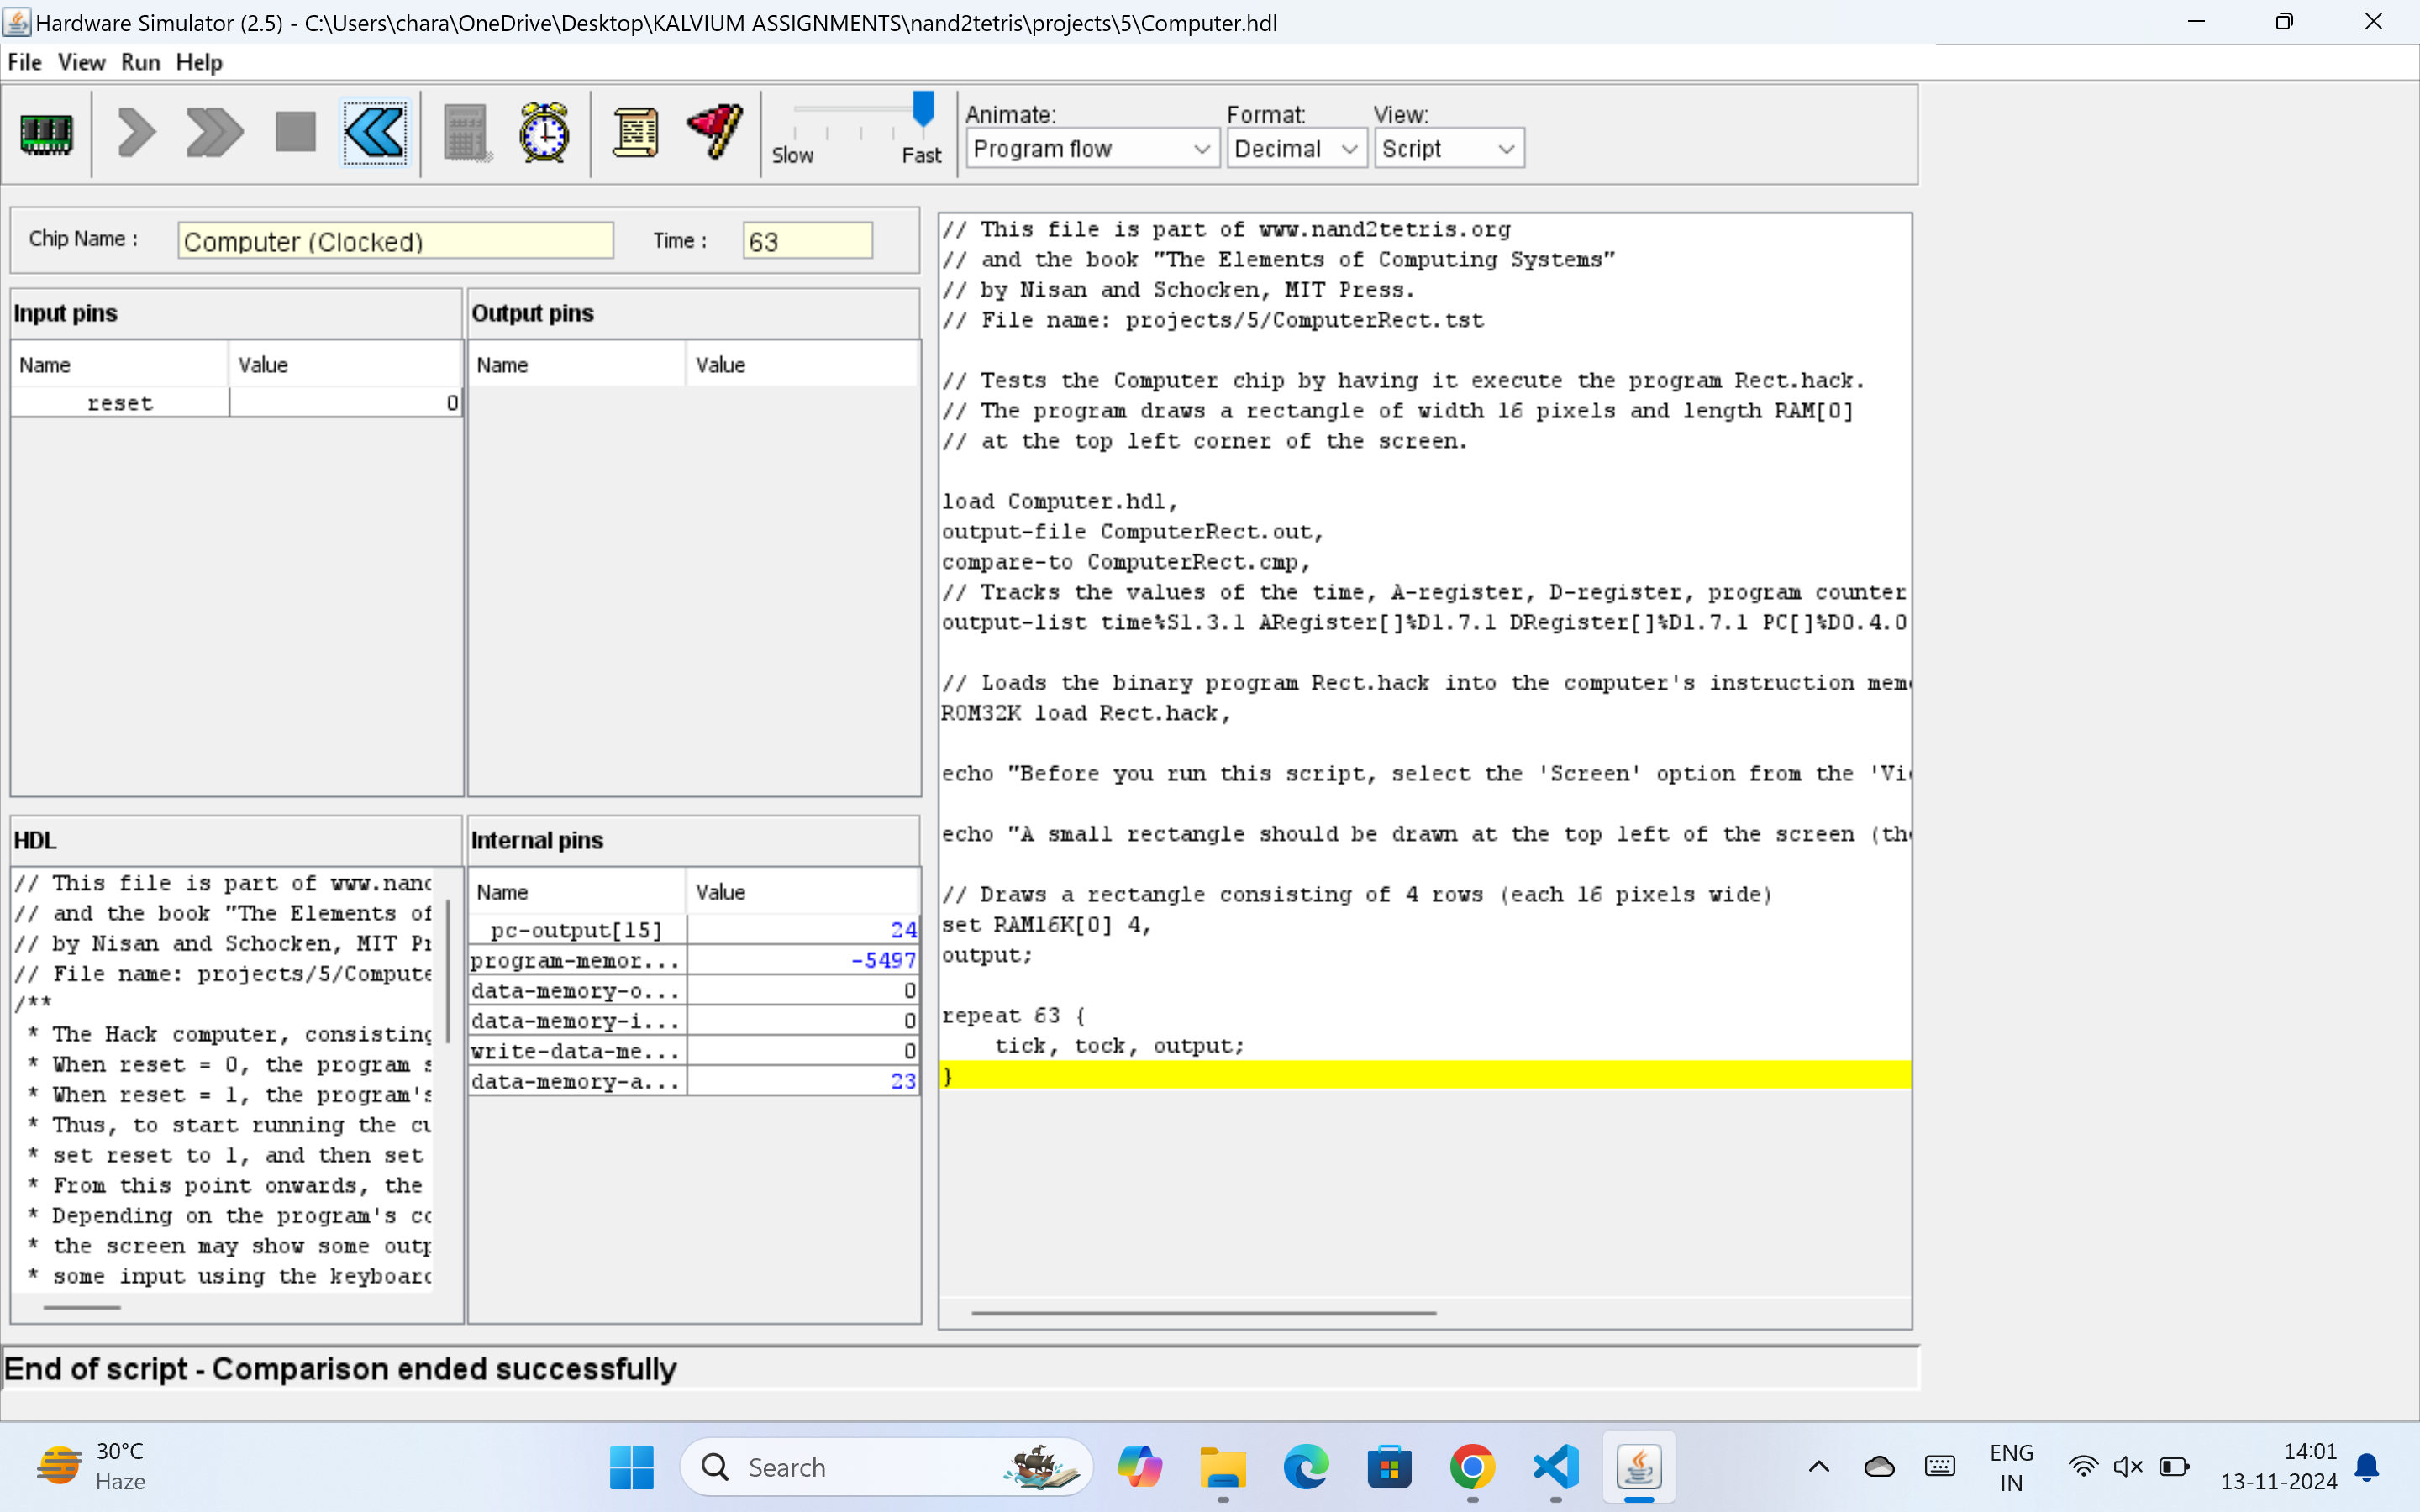 Hardware Simulator (2.5) - C:\Users\chara\OneDrive\Desktop\KALVIUM ASSIGNMENTS\nand2tetris\projects\5\Computer.hdl
File View Run Help
Slow Fast
Animate: Format: View:
Program flow Decimal Script
Chip Name : Computer (Clocked) Time : 63
Input pins
Name Value
reset 0
Output pins
Name Value
HDL
// This file is part of www.nand
// and the book "The Elements of
// by Nisan and Schocken, MIT Pr
// File name: projects/5/Compute
/**
* The Hack computer, consisting
* When reset = 0, the program s
* When reset = 1, the program's
* Thus, to start running the cu
* set reset to 1, and then set
* From this point onwards, the
* Depending on the program's co
* the screen may show some outp
* some input using the keyboard
Internal pins
Name Value
pc-output[15] 24
program-memor... -5497
data-memory-o... 0
data-memory-i... 0
write-data-me... 0
data-memory-a... 23
// This file is part of www.nand2tetris.org
// and the book "The Elements of Computing Systems"
// by Nisan and Schocken, MIT Press.
// File name: projects/5/ComputerRect.tst
// Tests the Computer chip by having it execute the program Rect.hack.
// The program draws a rectangle of width 16 pixels and length RAM[0]
// at the top left corner of the screen.
load Computer.hdl,
output-file ComputerRect.out,
compare-to ComputerRect.cmp,
// Tracks the values of the time, A-register, D-register, program counter
output-list time%S1.3.1 ARegister[]%D1.7.1 DRegister[]%D1.7.1 PC[]%D0.4.0
// Loads the binary program Rect.hack into the computer's instruction mem
ROM32K load Rect.hack,
echo "Before you run this script, select the 'Screen' option from the 'Vi
echo "A small rectangle should be drawn at the top left of the screen (th
// Draws a rectangle consisting of 4 rows (each 16 pixels wide)
set RAM16K[0] 4,
output;
repeat 63 {
tick, tock, output;
}
End of script - Comparison ended successfully
30°C
Haze
Search
ENG
IN
14:01
13-11-2024